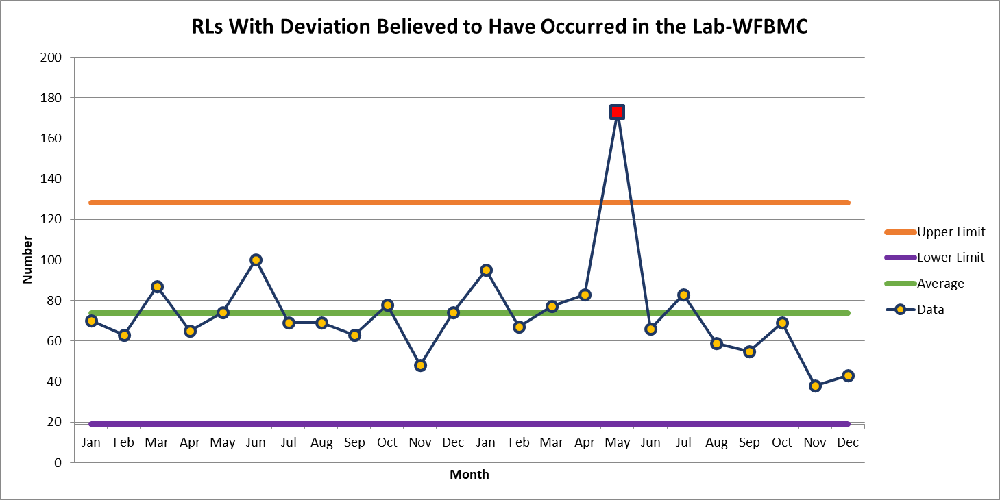 RLs With Deviation Believed to Have Occurred in the Lab-WFBMC
200
180
160
140
120
100
80
60
40
20
0
Number
Jan Feb Mar Apr May Jun Jul Aug Sep Oct Nov Dec Jan Feb Mar Apr May Jun Jul Aug Sep Oct Nov Dec
Month
Upper Limit
Lower Limit
Average
Data